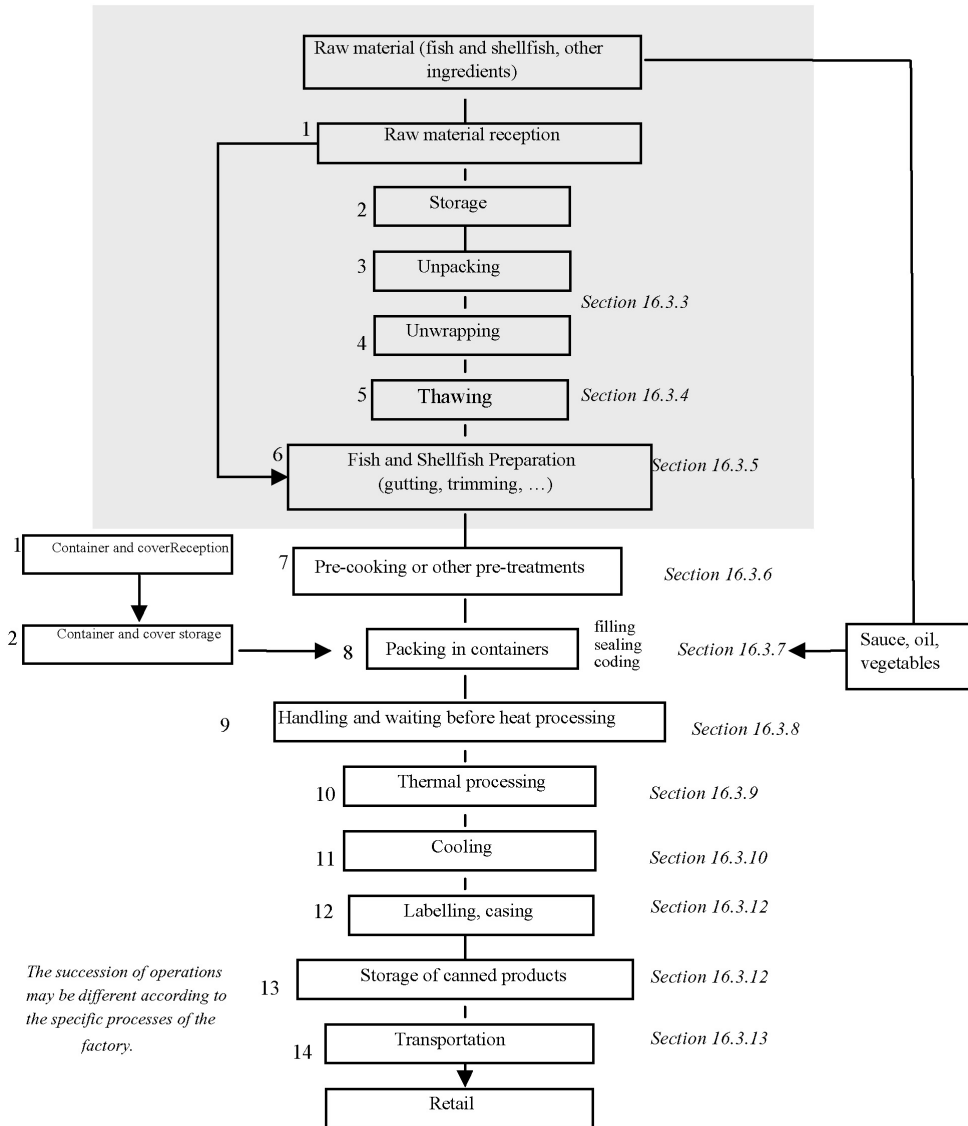 Raw material (fish and shellfish, other
ingredients)
1
Raw material reception
2
Storage
3
Unpacking
Section 16.3.3
4
Unwrapping
5
Thawing
Section 16.3.4
6
Fish and Shellfish Preparation
(gutting, trimming, …)
Section 16.3.5
1
Container and coverReception
7
Pre-cooking or other pre-treatments
Section 16.3.6
2
Container and cover storage
8
Packing in containers
filling
sealing
coding
Section 16.3.7
Sauce, oil,
vegetables
9
Handling and waiting before heat processing
Section 16.3.8
10
Thermal processing
Section 16.3.9
11
Cooling
Section 16.3.10
12
Labelling, casing
Section 16.3.12
13
Storage of canned products
Section 16.3.12
The succession of operations
may be different according to
the specific processes of the
factory.
14
Transportation
Section 16.3.13
Retail